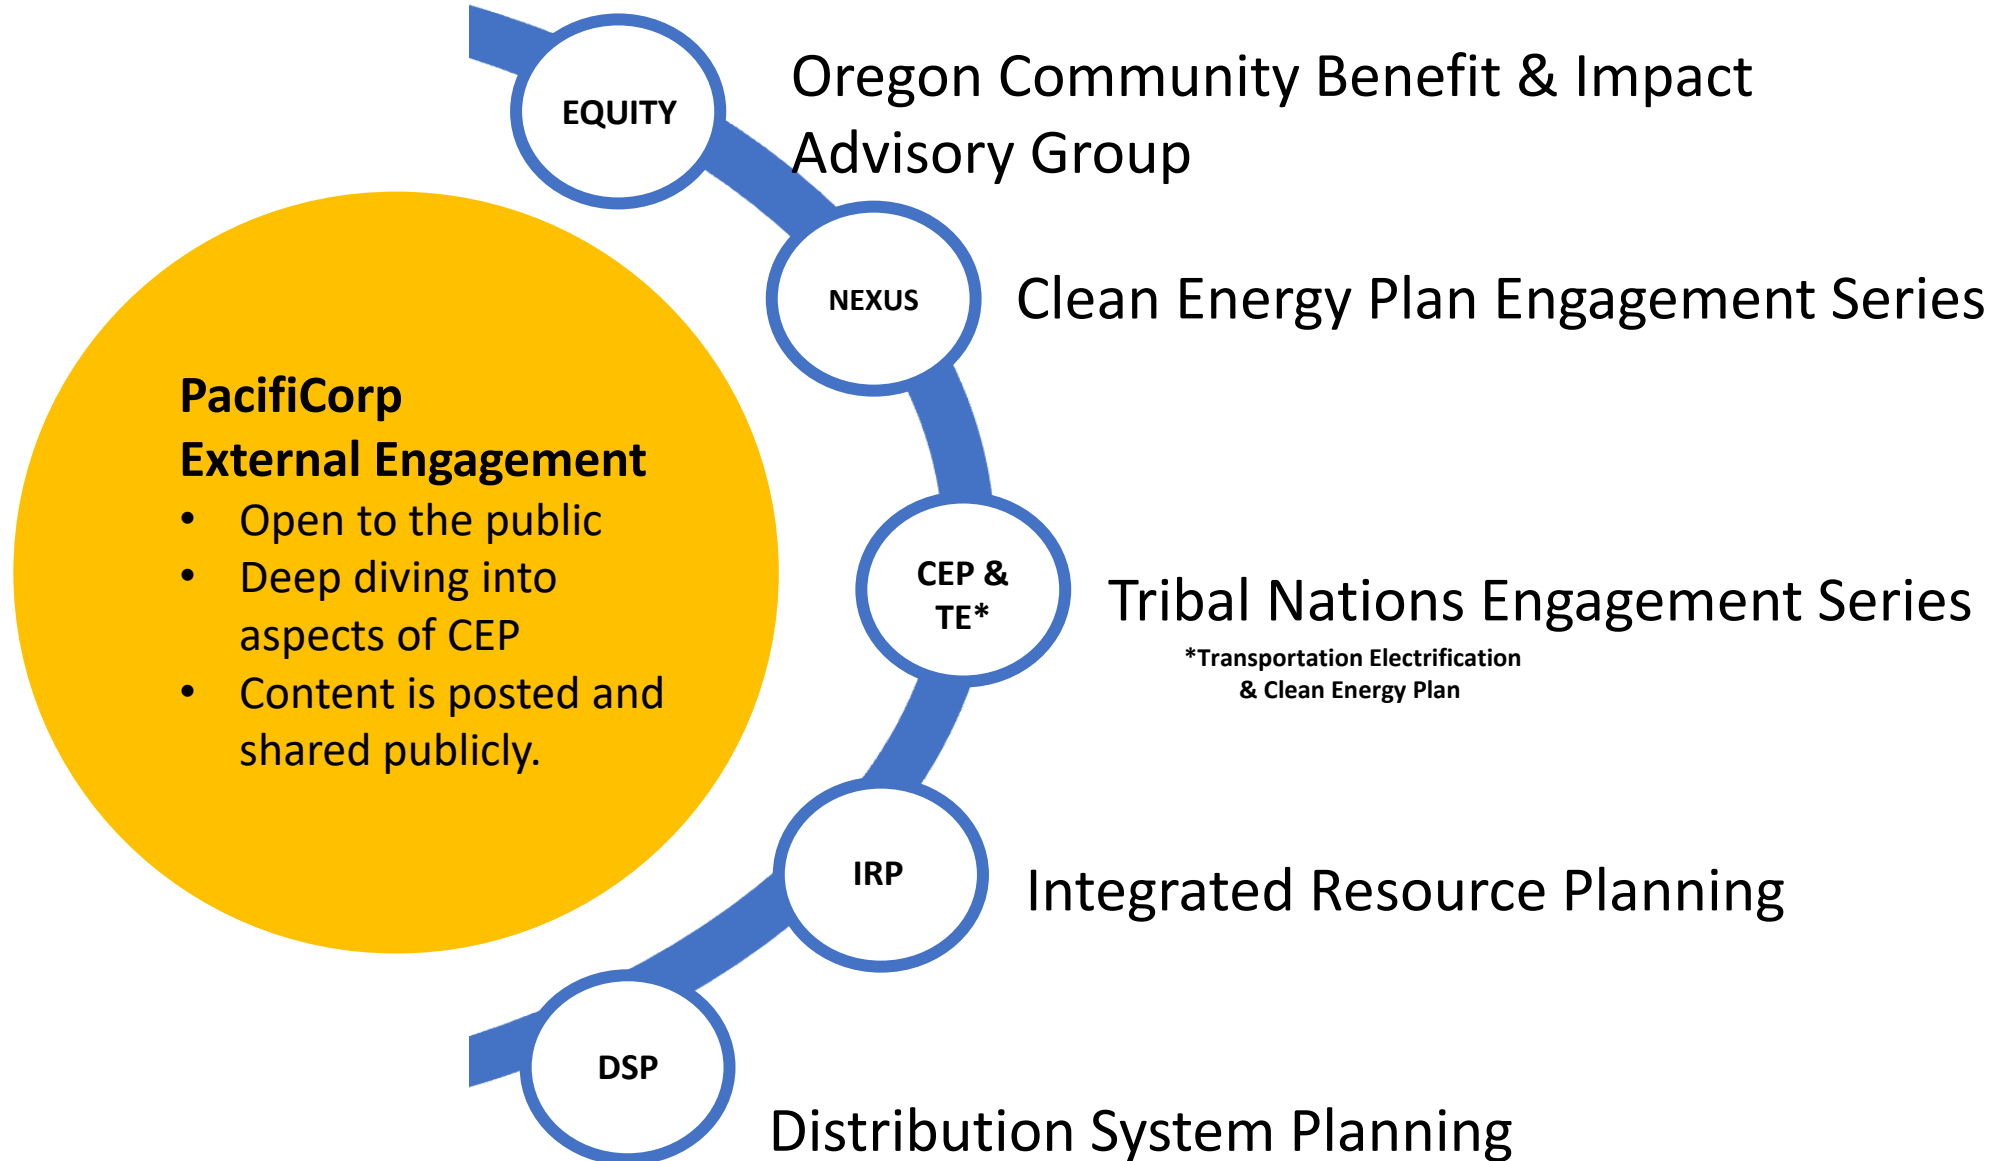 EQUITY
Oregon Community Benefit & Impact
Advisory Group
NEXUS
Clean Energy Plan Engagement Series
PacifiCorp
External Engagement
• Open to the public
• Deep diving into
aspects of CEP
• Content is posted and
shared publicly.
CEP &
TE*
Tribal Nations Engagement Series
*Transportation Electrification
& Clean Energy Plan
IRP
Integrated Resource Planning
DSP
Distribution System Planning